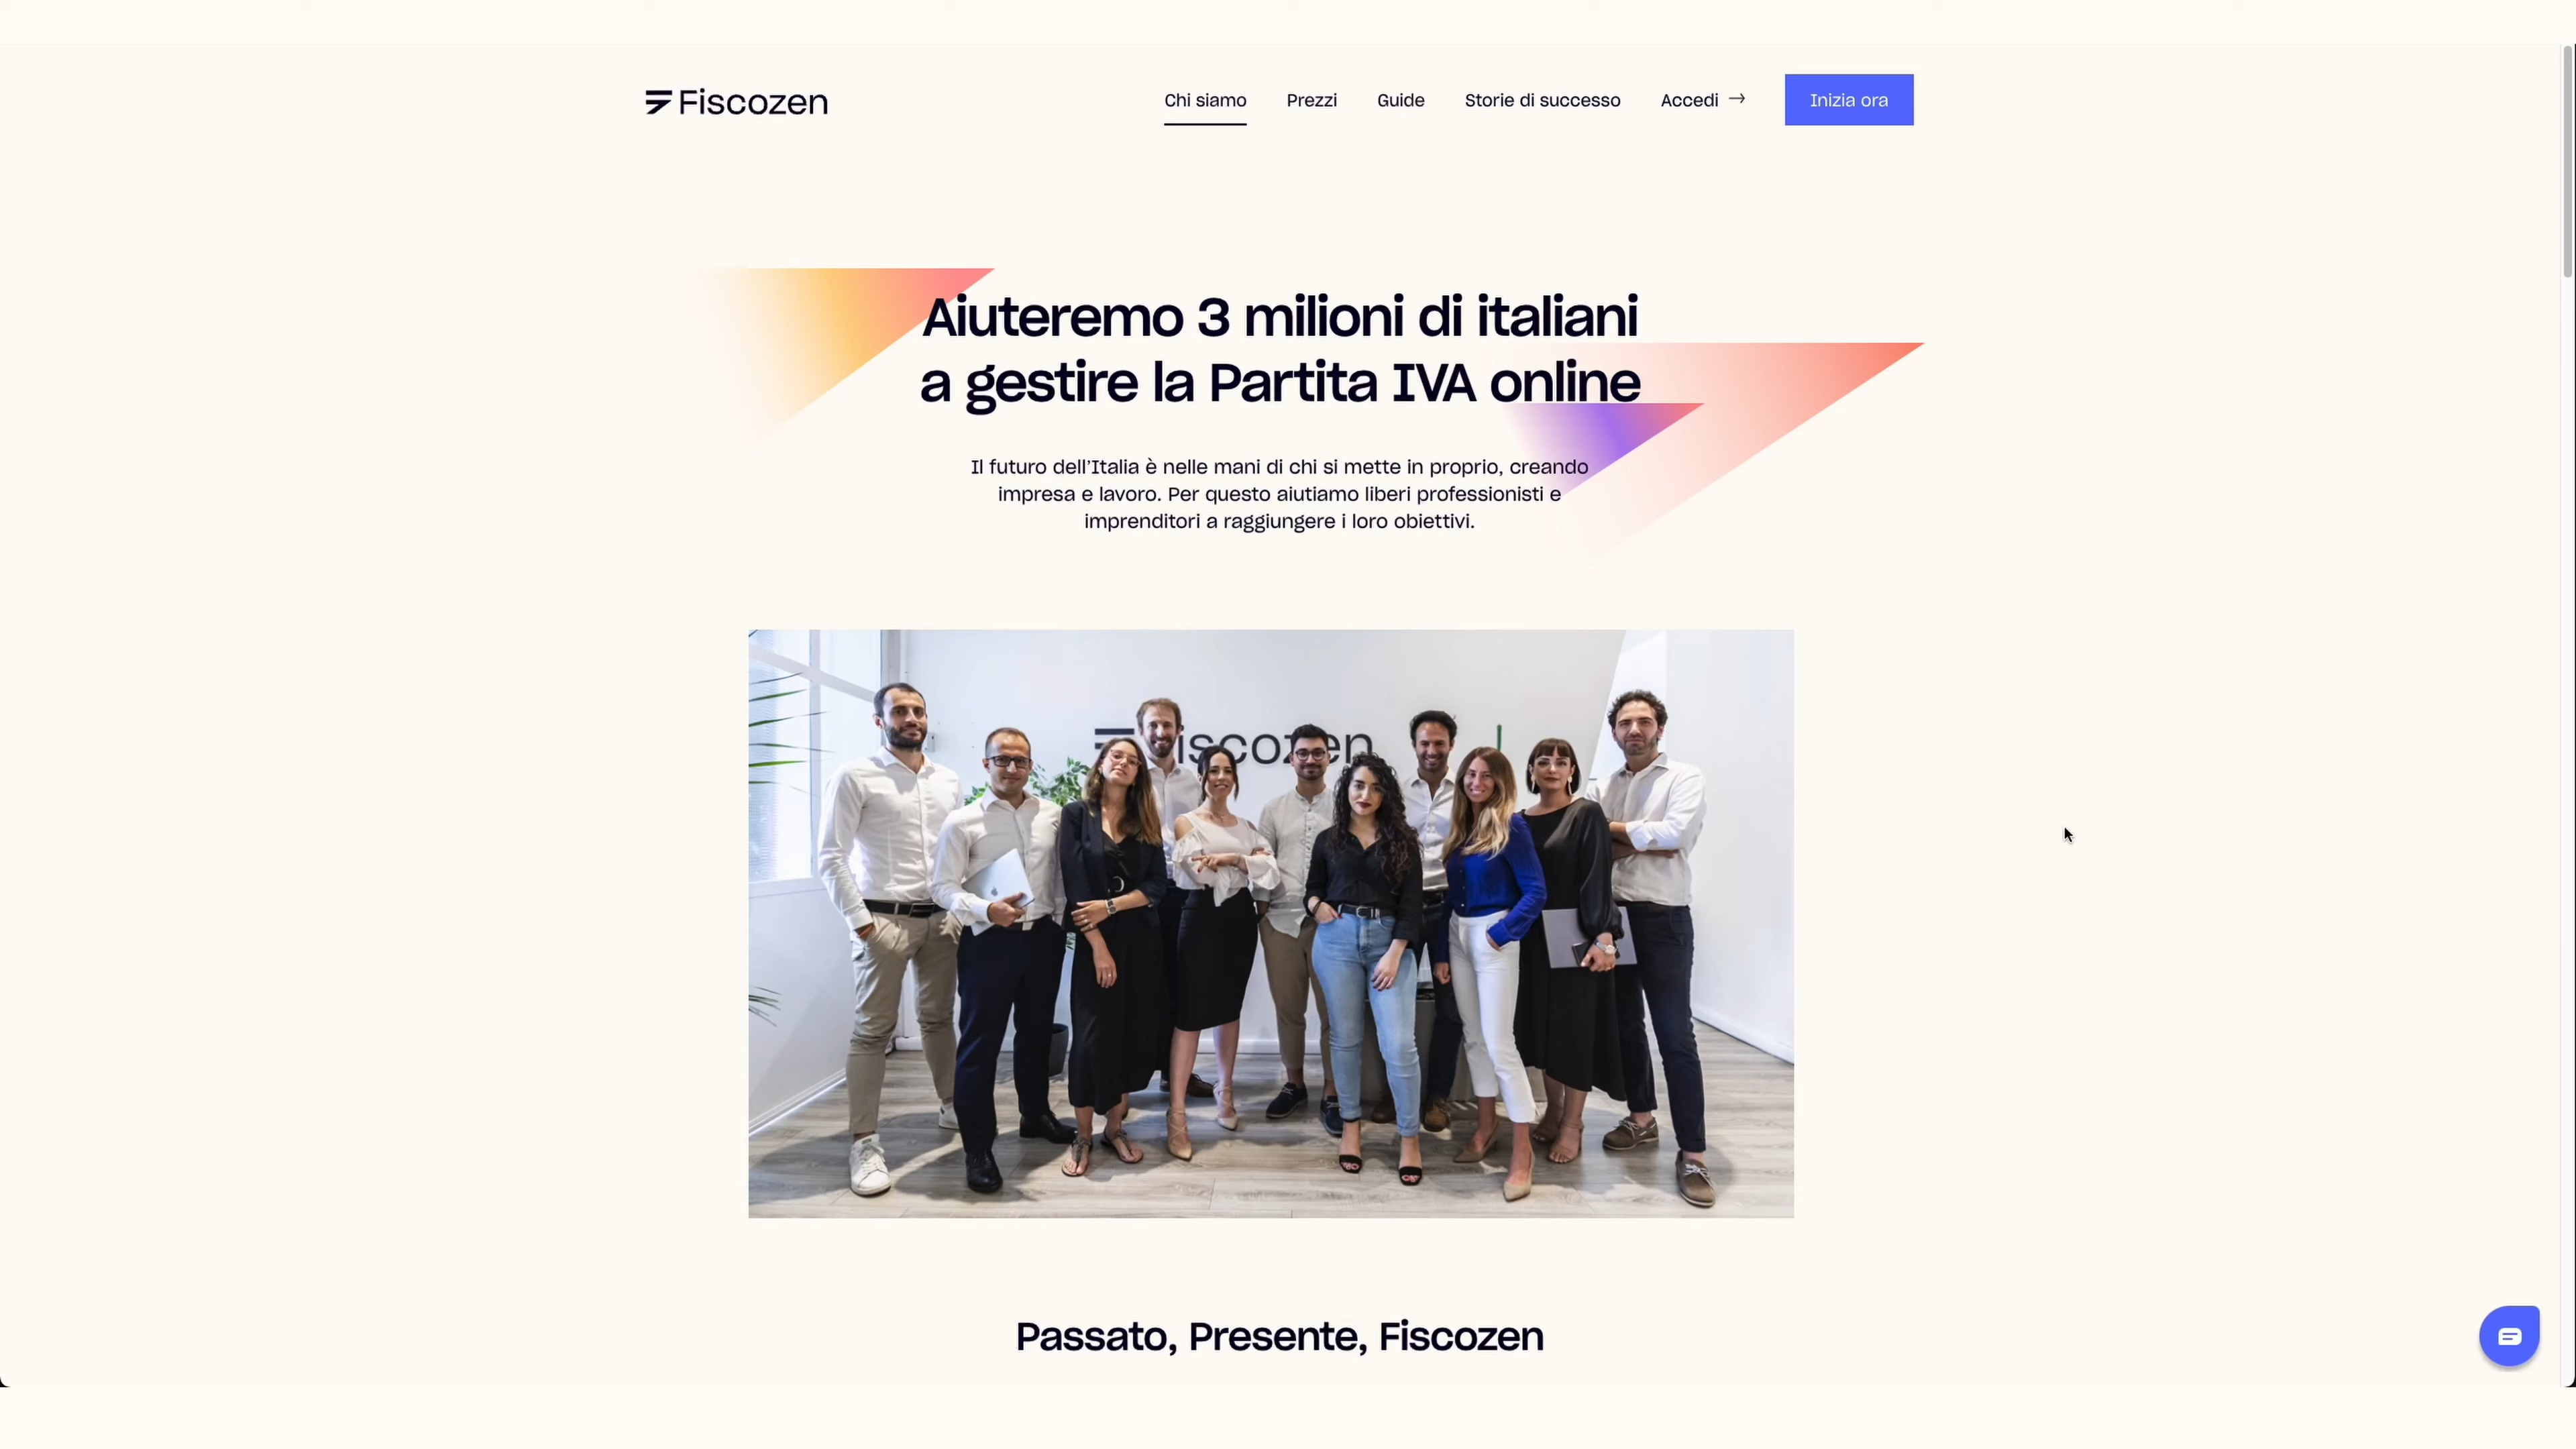 Fiscozen
Chi siamo
Prezzi
Guide
Storie di successo
Accedi →
Inizia ora
Aiuteremo 3 milioni di italiani
a gestire la Partita IVA online
Il futuro dell'Italia è nelle mani di chi si mette in proprio, creando
impresa e lavoro. Per questo aiutiamo liberi professionisti e
imprenditori a raggiungere i loro obiettivi.
Fiscozen
Passato, Presente, Fiscozen